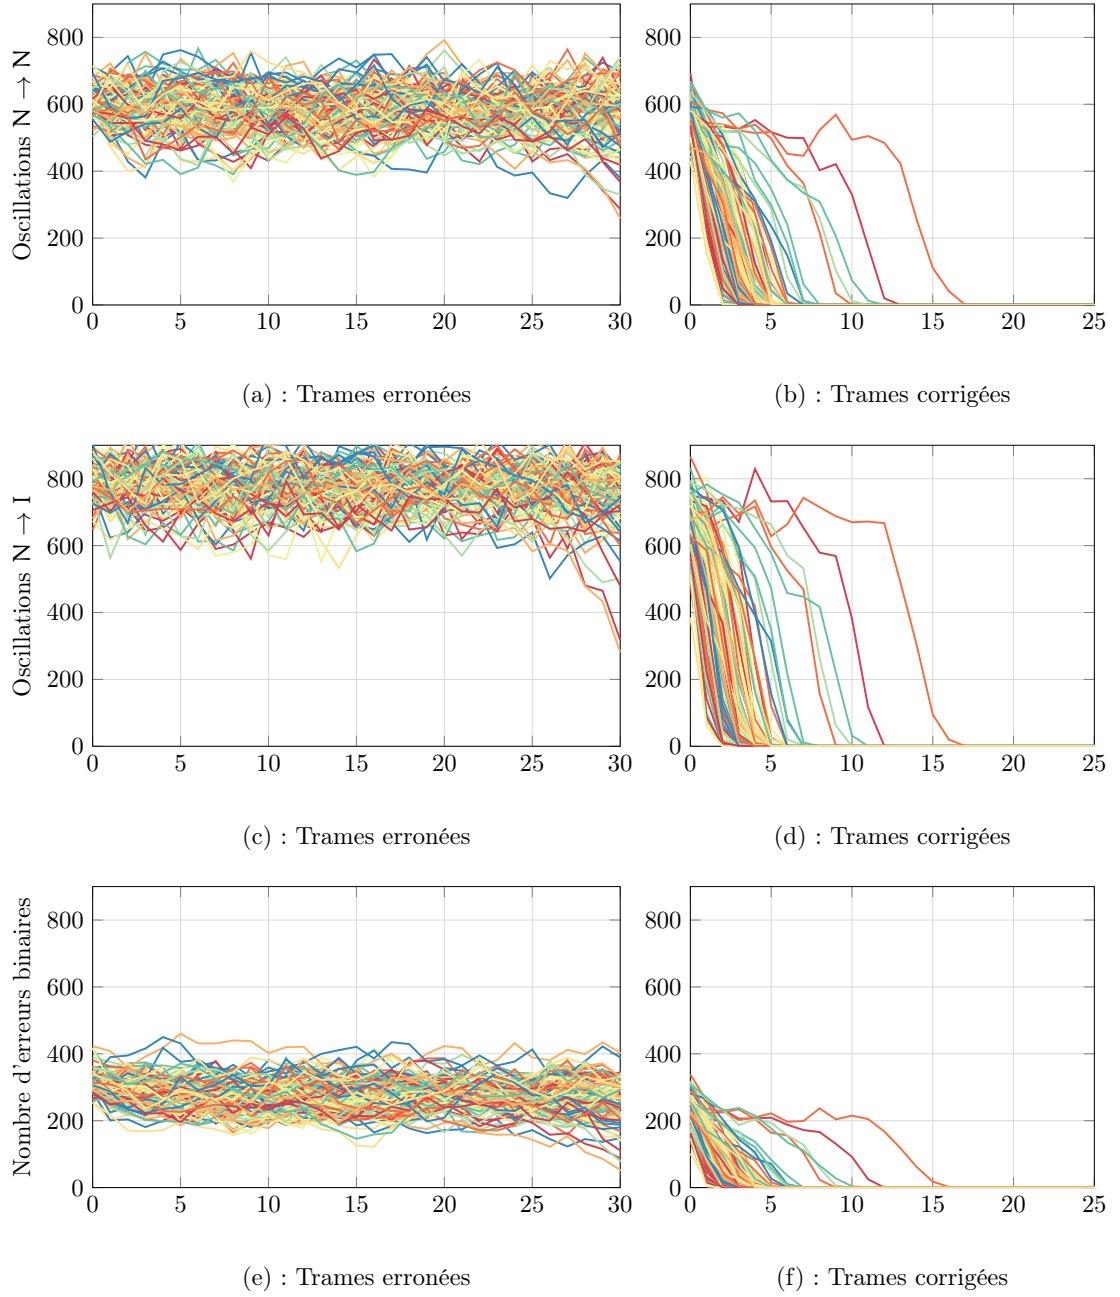 Oscillations N → N
800
600
400
200
0
0 5 10 15 20 25 30
(a) : Trames erronées
800
600
400
200
0
0 5 10 15 20 25
(b) : Trames corrigées
Oscillations N → I
800
600
400
200
0
0 5 10 15 20 25 30
(c) : Trames erronées
800
600
400
200
0
0 5 10 15 20 25
(d) : Trames corrigées
Nombre d'erreurs binaires
800
600
400
200
0
0 5 10 15 20 25 30
(e) : Trames erronées
800
600
400
200
0
0 5 10 15 20 25
(f) : Trames corrigées